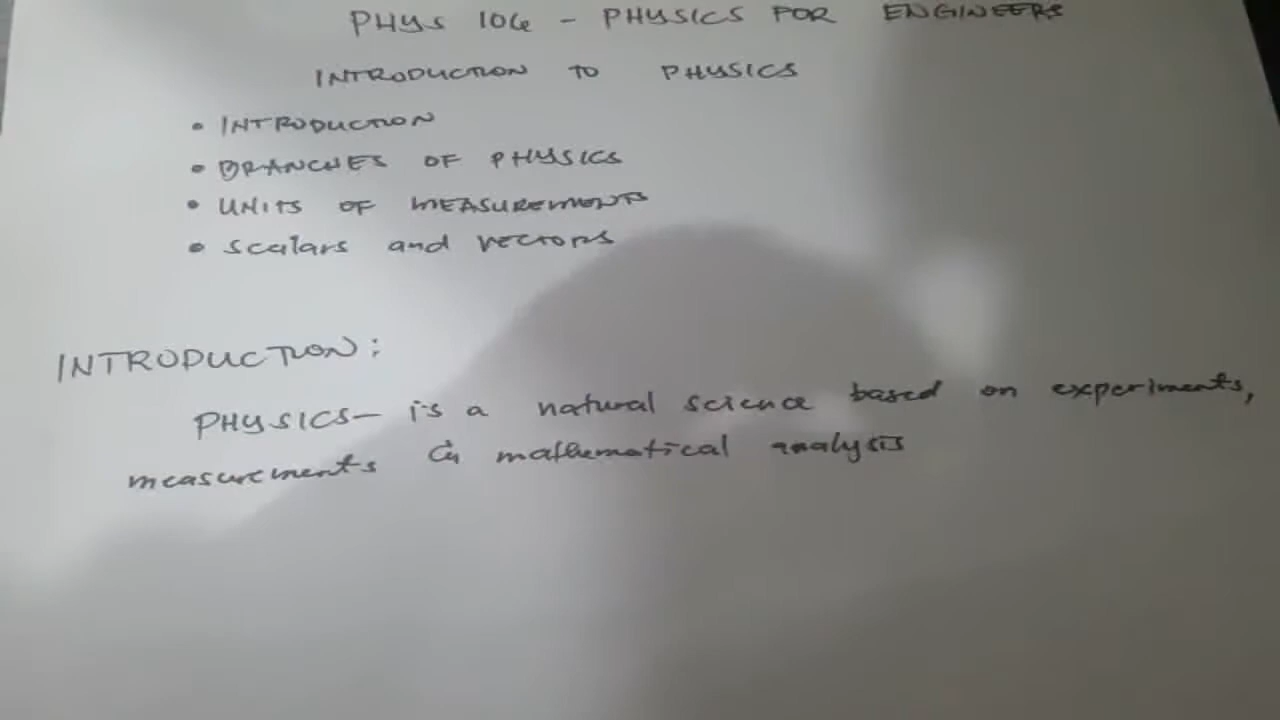 PHYS 104 - PHYSICS FOR ENGINEERS
INTRODUCTION TO PHYSICS
• INTRODUCTION
• BRANCHES OF PHYSICS
• UNITS OF MEASUREMENTS
• Scalars and vectors
INTRODUCTION:
PHYSICS— is a natural science based on experiments,
measurements & mathematical analysis